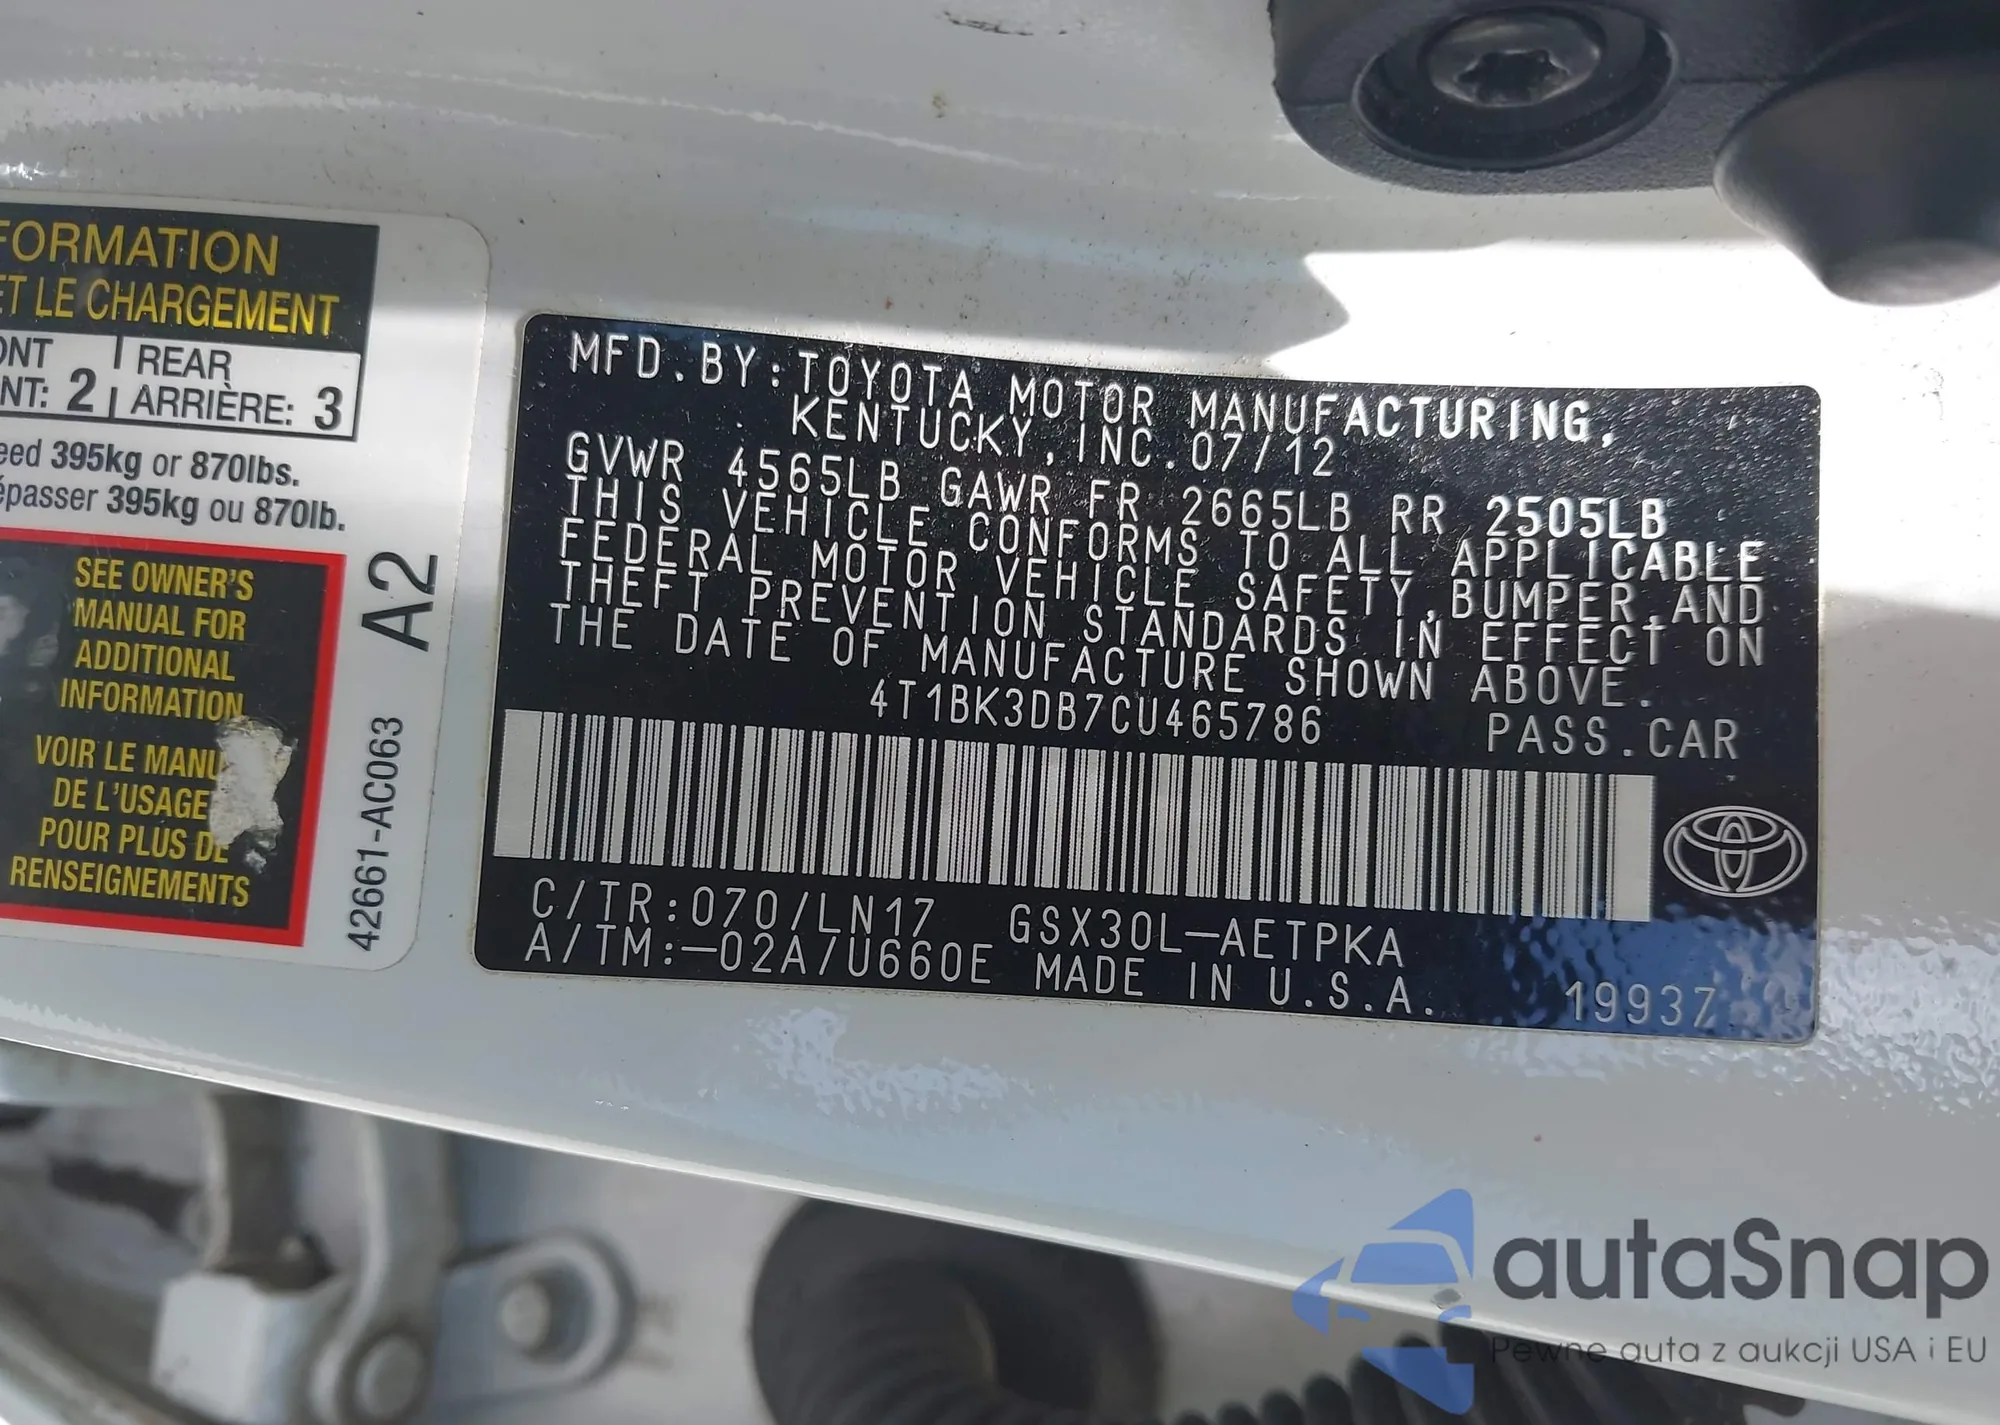 FORMATION
ET LE CHARGEMENT
REAR
2 ARRIÈRE: 3
395kg or 870lbs.
395kg ou 870lb.
SEE OWNER'S
MANUAL FOR
ADDITIONAL
INFORMATION
VOIR LE MANU
DE L'USAGE
POUR PLUS DE
RENSEIGNEMENTS
42661-AC063 A2
MFD.BY:TOYOTA MOTOR MANUFACTURING,
KENTUCKY,INC.07/12
GVWR 4565LB GAWR FR 2665LB RR 2505LB
THIS VEHICLE CONFORMS TO ALL APPLICABLE
FEDERAL MOTOR VEHICLE SAFETY,BUMPER,AND
THEFT PREVENTION STANDARDS IN EFFECT ON
THE DATE OF MANUFACTURE SHOWN ABOVE.
4T1BK3DB7CU465786 PASS.CAR
C/TR:070/LN17 GSX30L-AETPKA
A/TM:-02A/U660E MADE IN U.S.A. 19937
autaSnap
Pewne auta z aukcji USA i EU